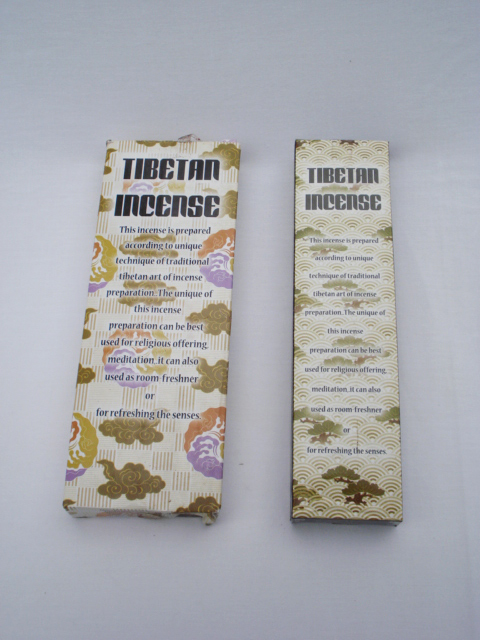 TIBETAN
INCENSE
This incense is prepared
according to unique
technique of traditional
tibetan art of incense
preparation. The unique of
this incense
preparation can be best
used for religious offering,
meditation, it can also
used as room-freshner
or
for refreshing the senses.
TIBETAN
INCENSE
This incense is prepared
according to unique
technique of traditional
tibetan art of incense
preparation. The unique of
this incense
preparation can be best
used for religious offering,
meditation, it can also
used as room-freshner
or
for refreshing the senses.